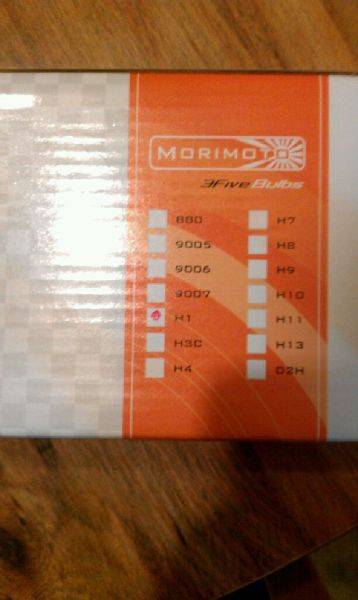 MORIMOTO
3Five Bulbs
880 H7
9005 H8
9006 H9
9007 H10
H1 H11
H3C H13
H4 D2H